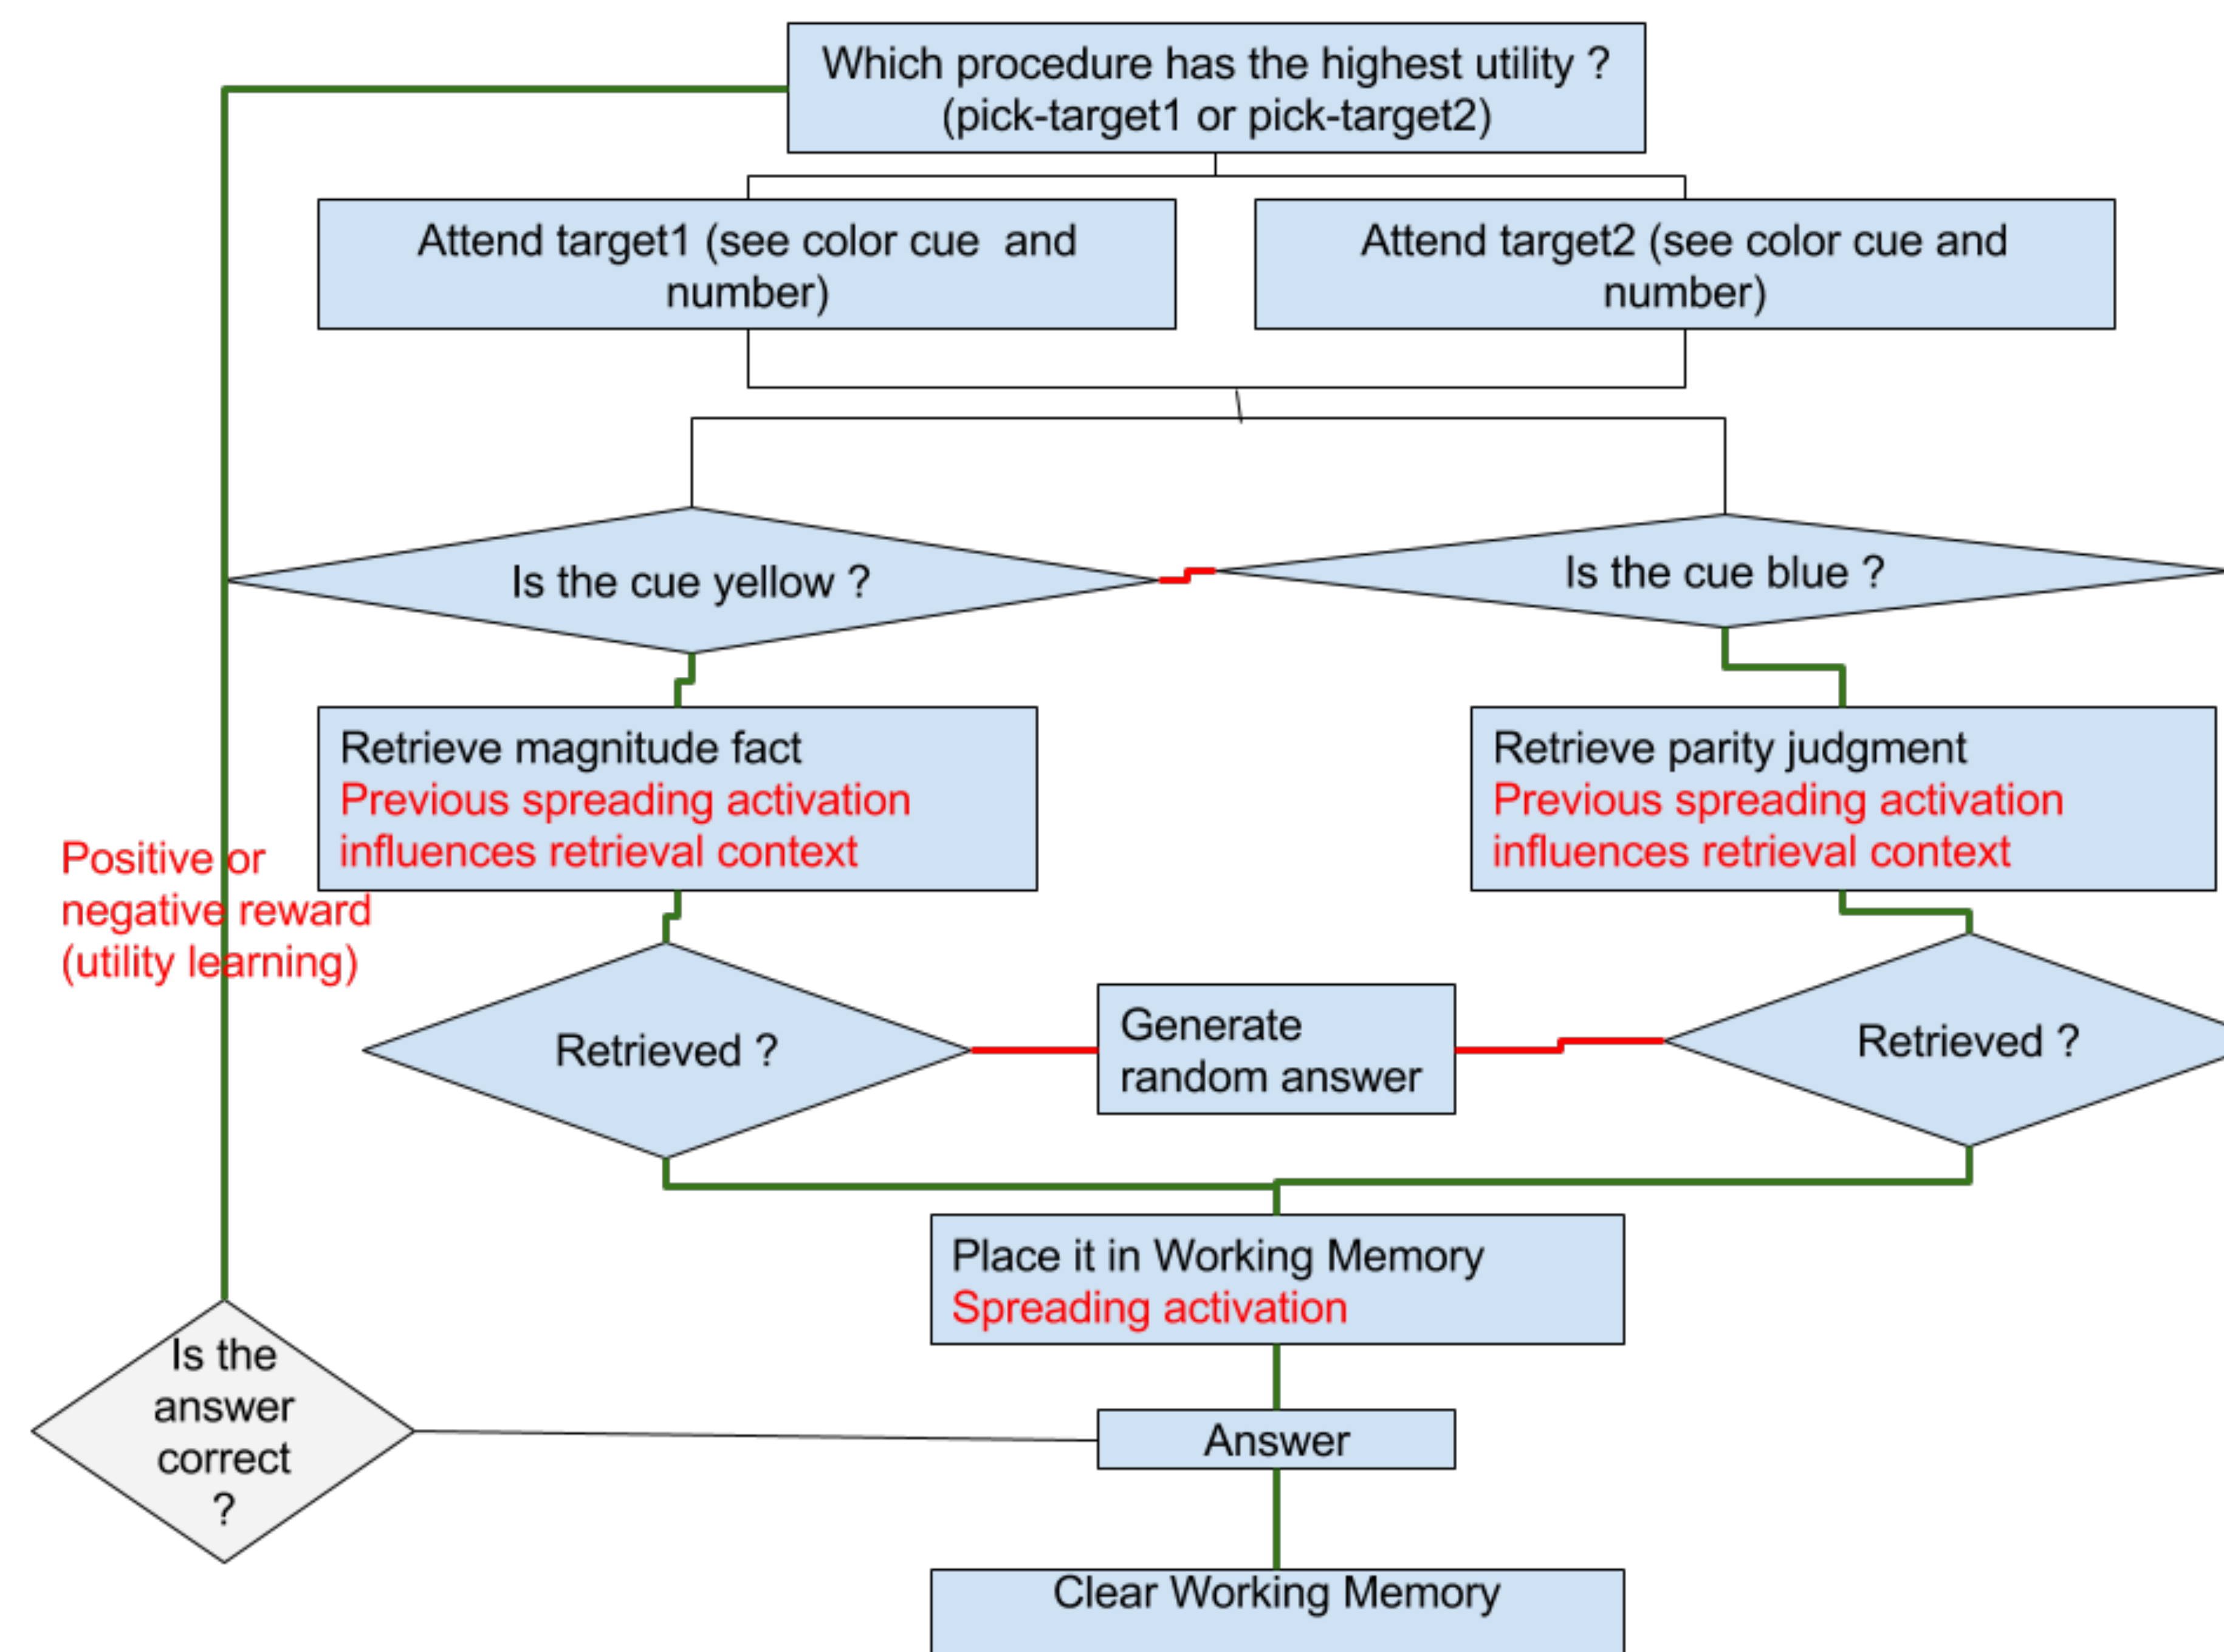 Which procedure has the highest utility ?
(pick-target1 or pick-target2)
Attend target1 (see color cue and
number)
Attend target2 (see color cue and
number)
Is the cue yellow ?
Is the cue blue ?
Retrieve magnitude fact
Previous spreading activation
influences retrieval context
Retrieve parity judgment
Previous spreading activation
influences retrieval context
Positive or
negative reward
(utility learning)
Retrieved ?
Generate
random answer
Retrieved ?
Place it in Working Memory
Spreading activation
Is the
answer
correct
?
Answer
Clear Working Memory